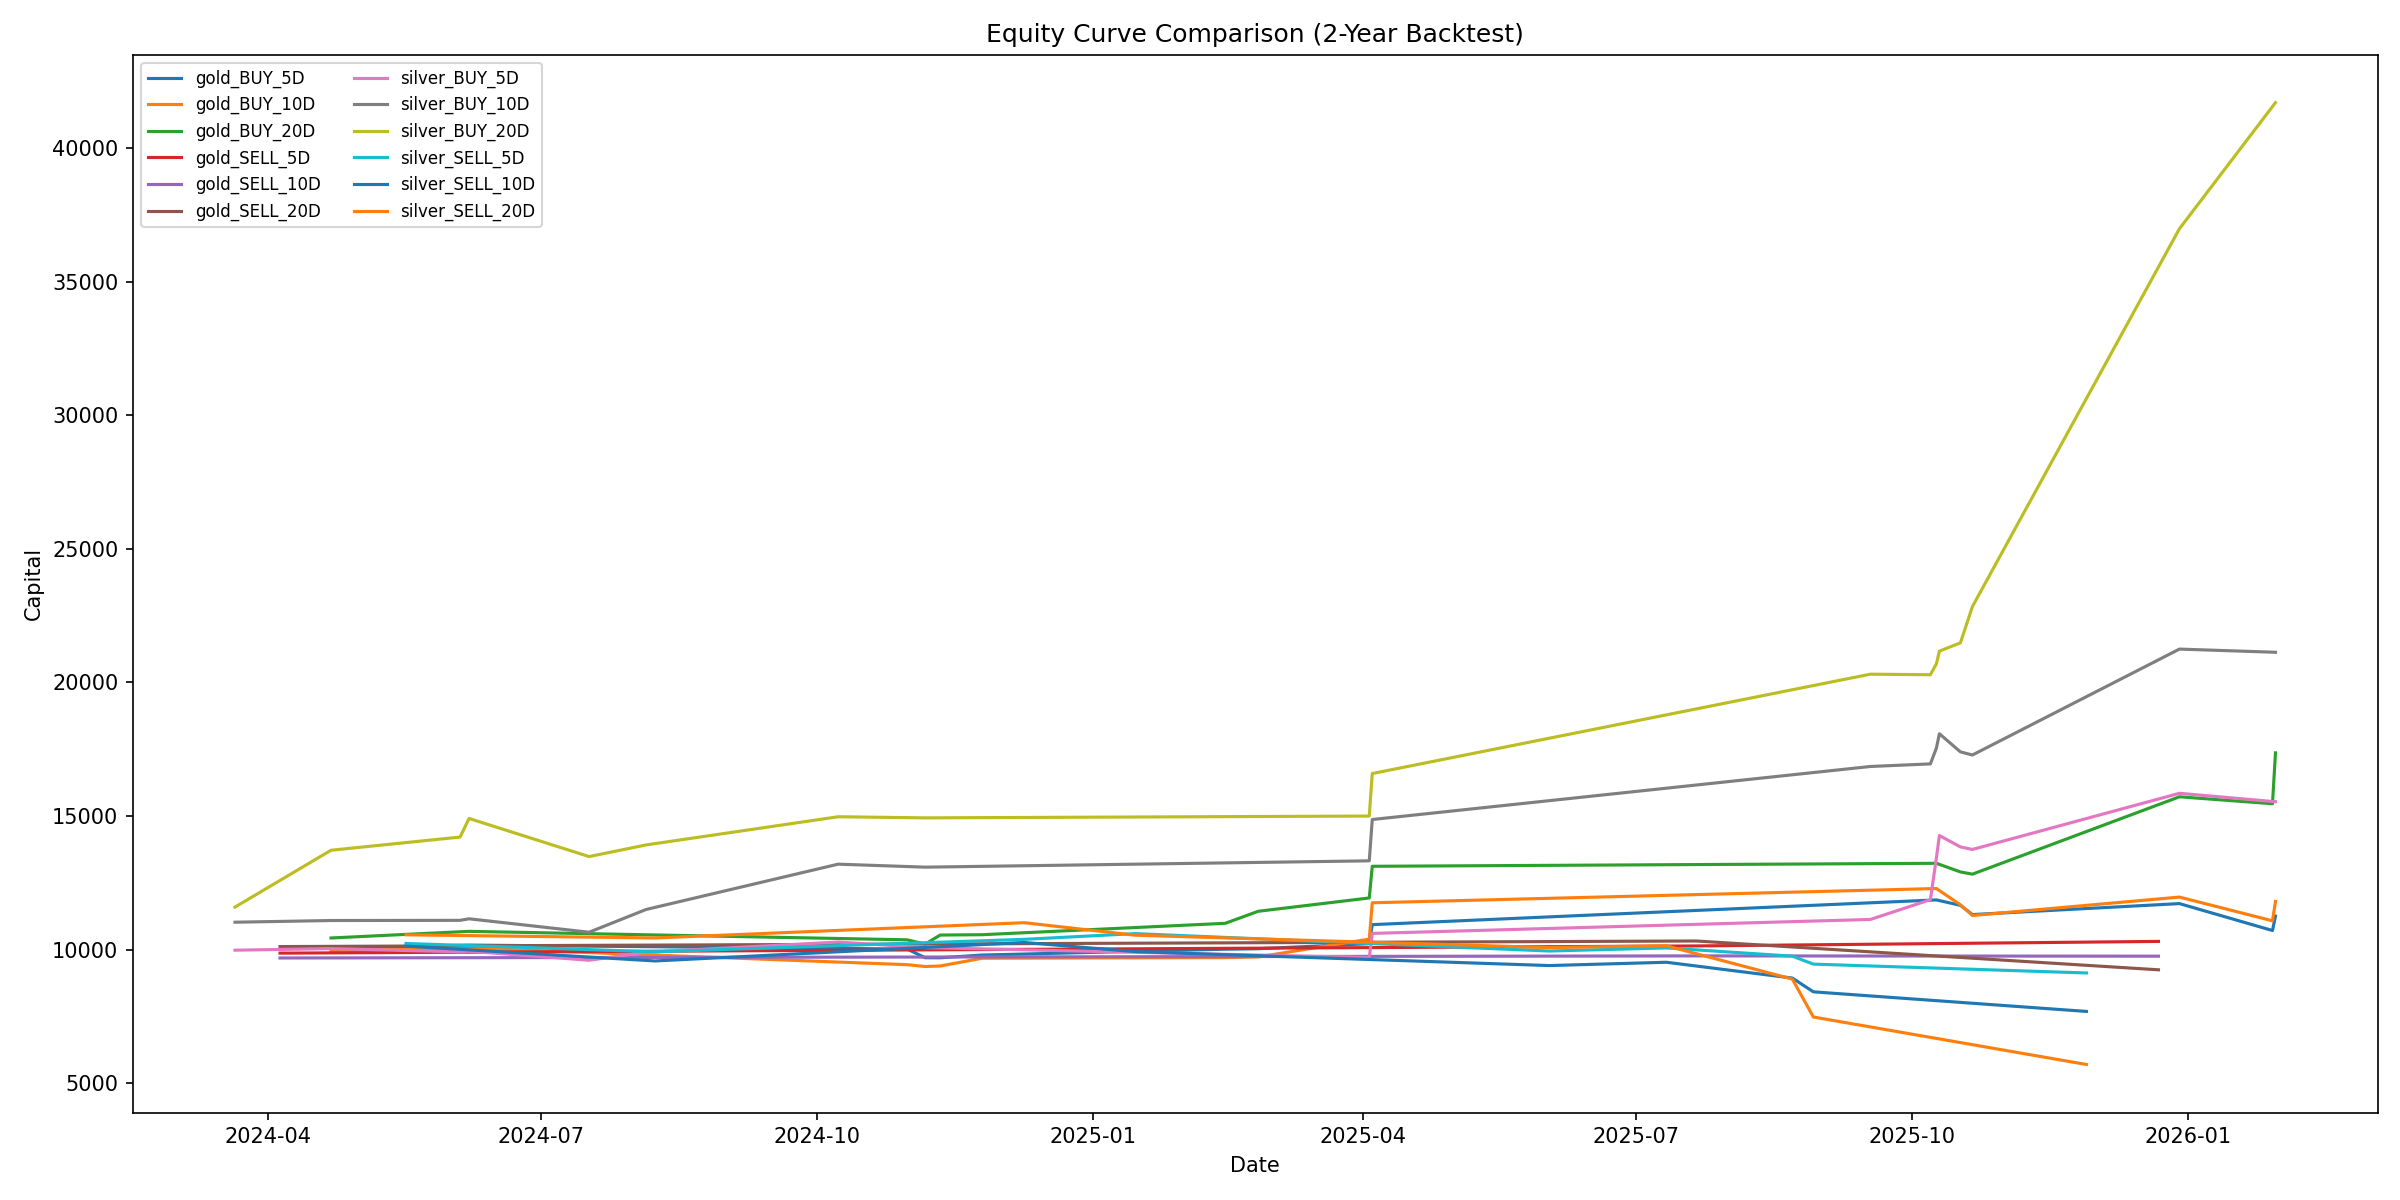 Equity Curve Comparison (2-Year Backtest)
gold_BUY_5D
gold_BUY_10D
gold_BUY_20D
gold_SELL_5D
gold_SELL_10D
gold_SELL_20D
silver_BUY_5D
silver_BUY_10D
silver_BUY_20D
silver_SELL_5D
silver_SELL_10D
silver_SELL_20D
Capital
40000
35000
30000
25000
20000
15000
10000
5000
2024-04 2024-07 2024-10 2025-01 2025-04 2025-07 2025-10 2026-01
Date